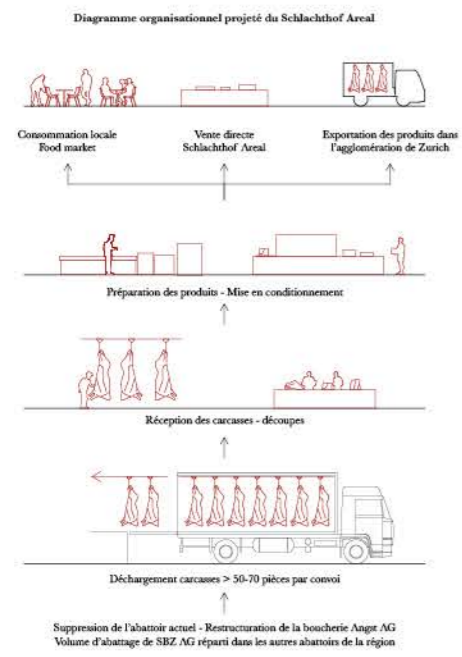 Diagramme organisationnel projeté du Schlachthof Areal
Consommation locale
Food market
Vente directe
Schlachthof Areal
Exportation des produits dans
l'agglomération de Zurich
Préparation des produits - Mise en conditionnement
Réception des carcasses - découpes
Déchargement carcasses > 50-70 pièces par convoi
Suppression de l'abattoir actuel - Restructuration de la boucherie Angst AG
Volume d'abattage de SBZ AG réparti dans les autres abattoirs de la région